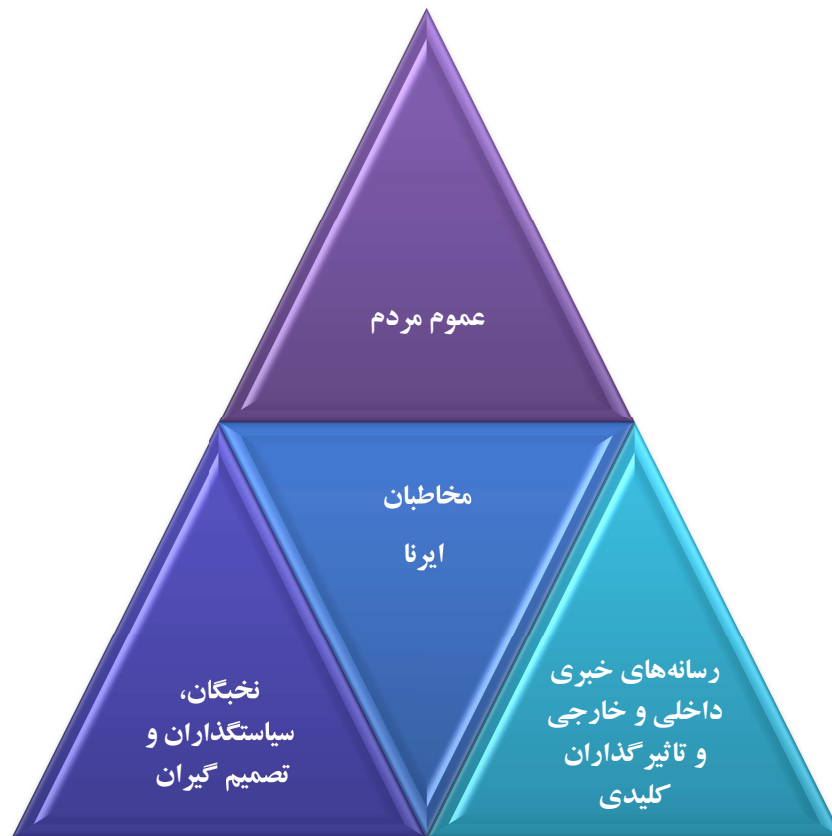 عموم مردم
مخاطبان
ایرنا
رسانه‌های خبری
داخلی و خارجی
و تاثیرگذاران
کلیدی
نخبگان،
سیاستگذاران و
تصمیم گیران